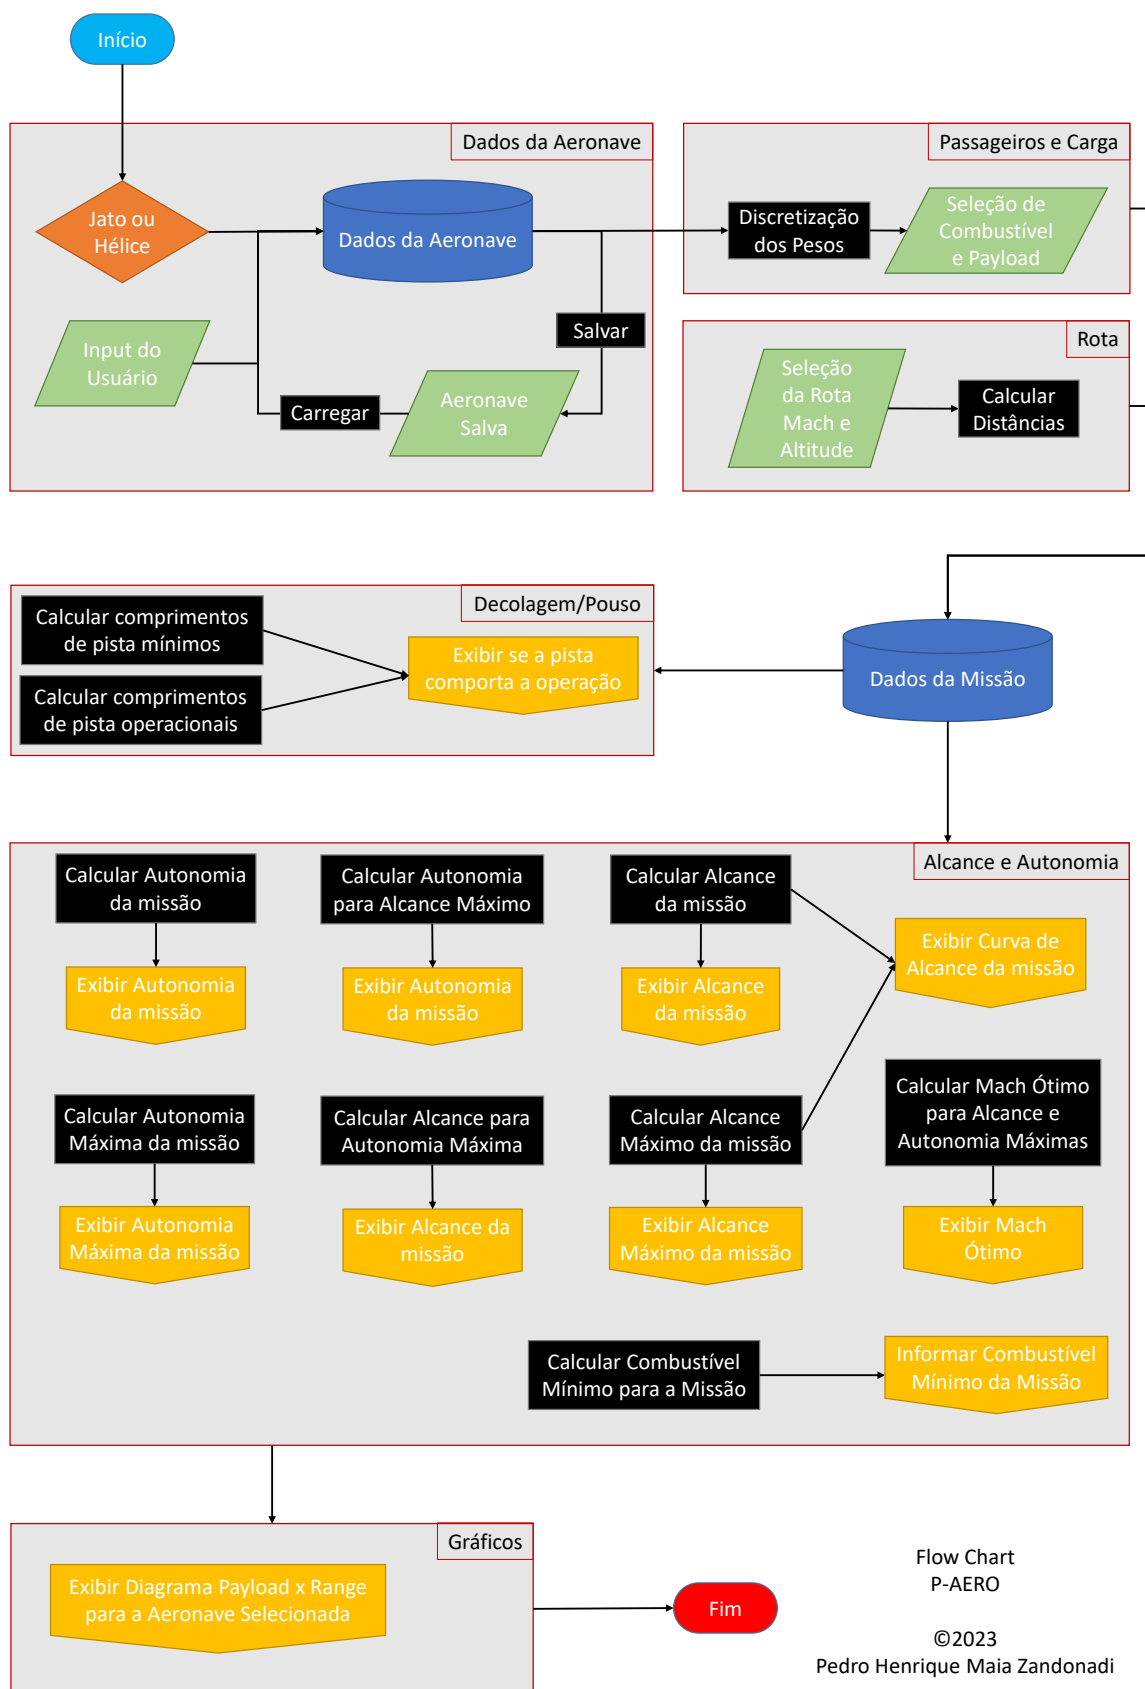 Início
Dados da Aeronave
Jato ou
Hélice
Dados da Aeronave
Input do
Usuário
Salvar
Carregar
Aeronave
Salva
Passageiros e Carga
Discretização
dos Pesos
Seleção de
Combustível
e Payload
Rota
Seleção
da Rota
Mach e
Altitude
Calcular
Distâncias
Decolagem/Pouso
Calcular comprimentos
de pista mínimos
Calcular comprimentos
de pista operacionais
Exibir se a pista
comporta a operação
Dados da Missão
Alcance e Autonomia
Calcular Autonomia
da missão
Calcular Autonomia
para Alcance Máximo
Calcular Alcance
da missão
Exibir Curva de
Alcance da missão
Exibir Autonomia
da missão
Exibir Autonomia
da missão
Exibir Alcance
da missão
Calcular Autonomia
Máxima da missão
Calcular Alcance para
Autonomia Máxima
Calcular Alcance
Máximo da missão
Calcular Mach Ótimo
para Alcance e
Autonomia Máximas
Exibir Autonomia
Máxima da missão
Exibir Alcance da
missão
Exibir Alcance
Máximo da missão
Exibir Mach
Ótimo
Calcular Combustível
Mínimo para a Missão
Informar Combustível
Mínimo da Missão
Gráficos
Exibir Diagrama Payload x Range
para a Aeronave Selecionada
Fim
Flow Chart
P-AERO
©2023
Pedro Henrique Maia Zandonadi